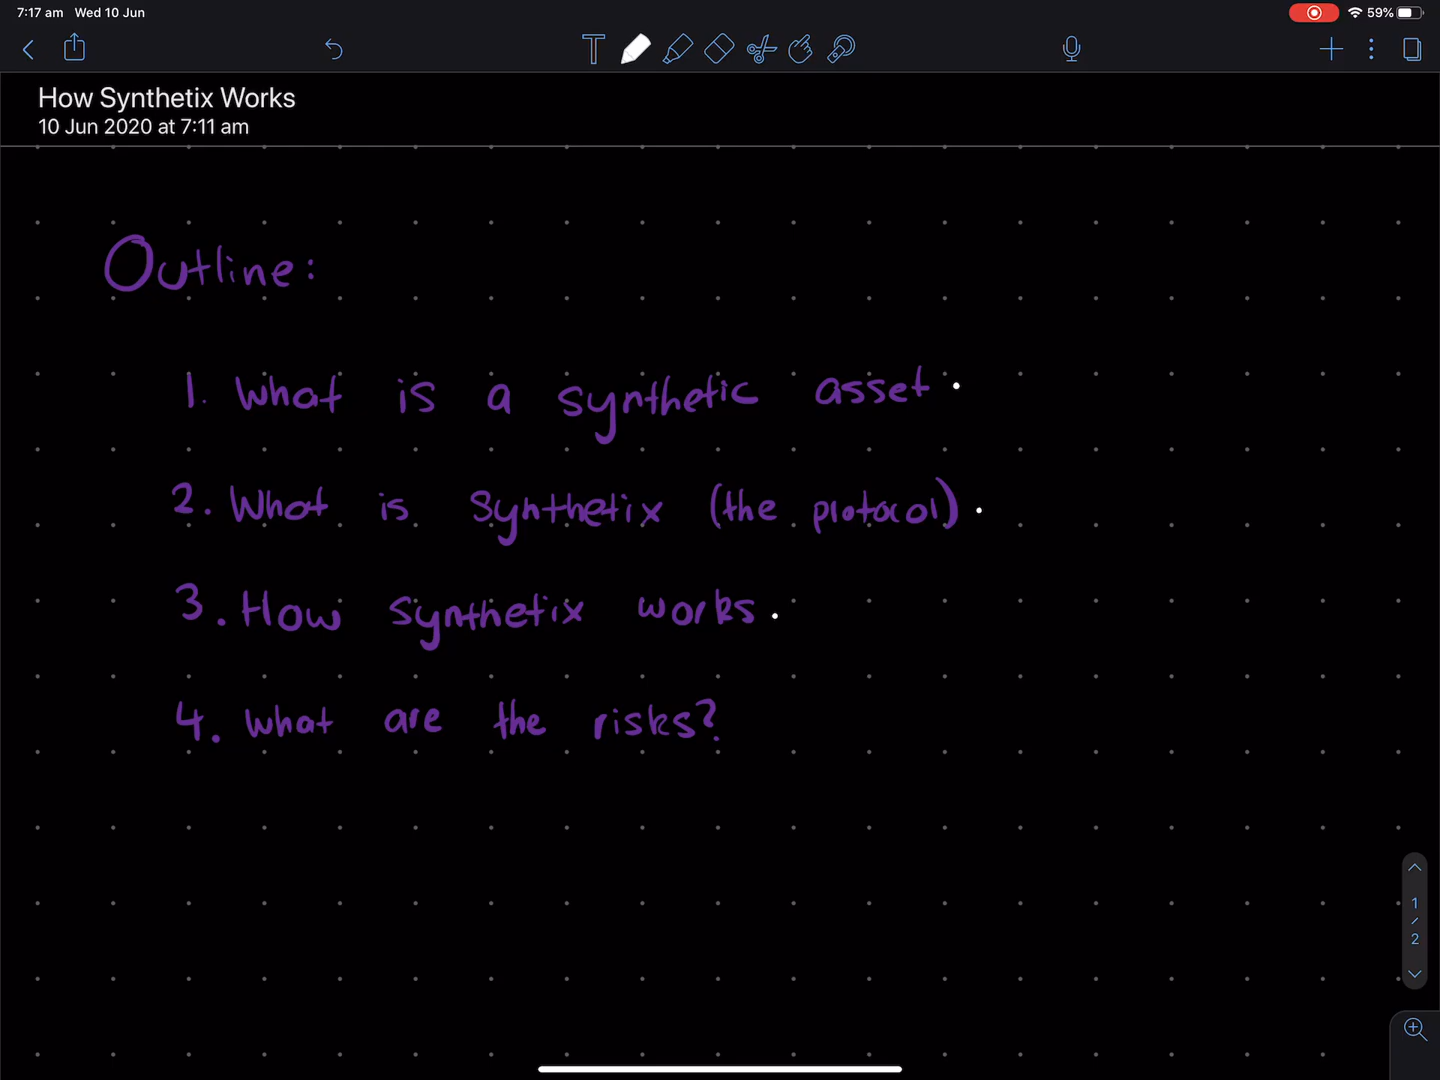 7:17 am Wed 10 Jun 59%
How Synthetix Works
10 Jun 2020 at 7:11 am
Outline:
1. What is a synthetic asset.
2. What is Synthetix (the protocol).
3. How synthetix works.
4. What are the risks?
1
/
2